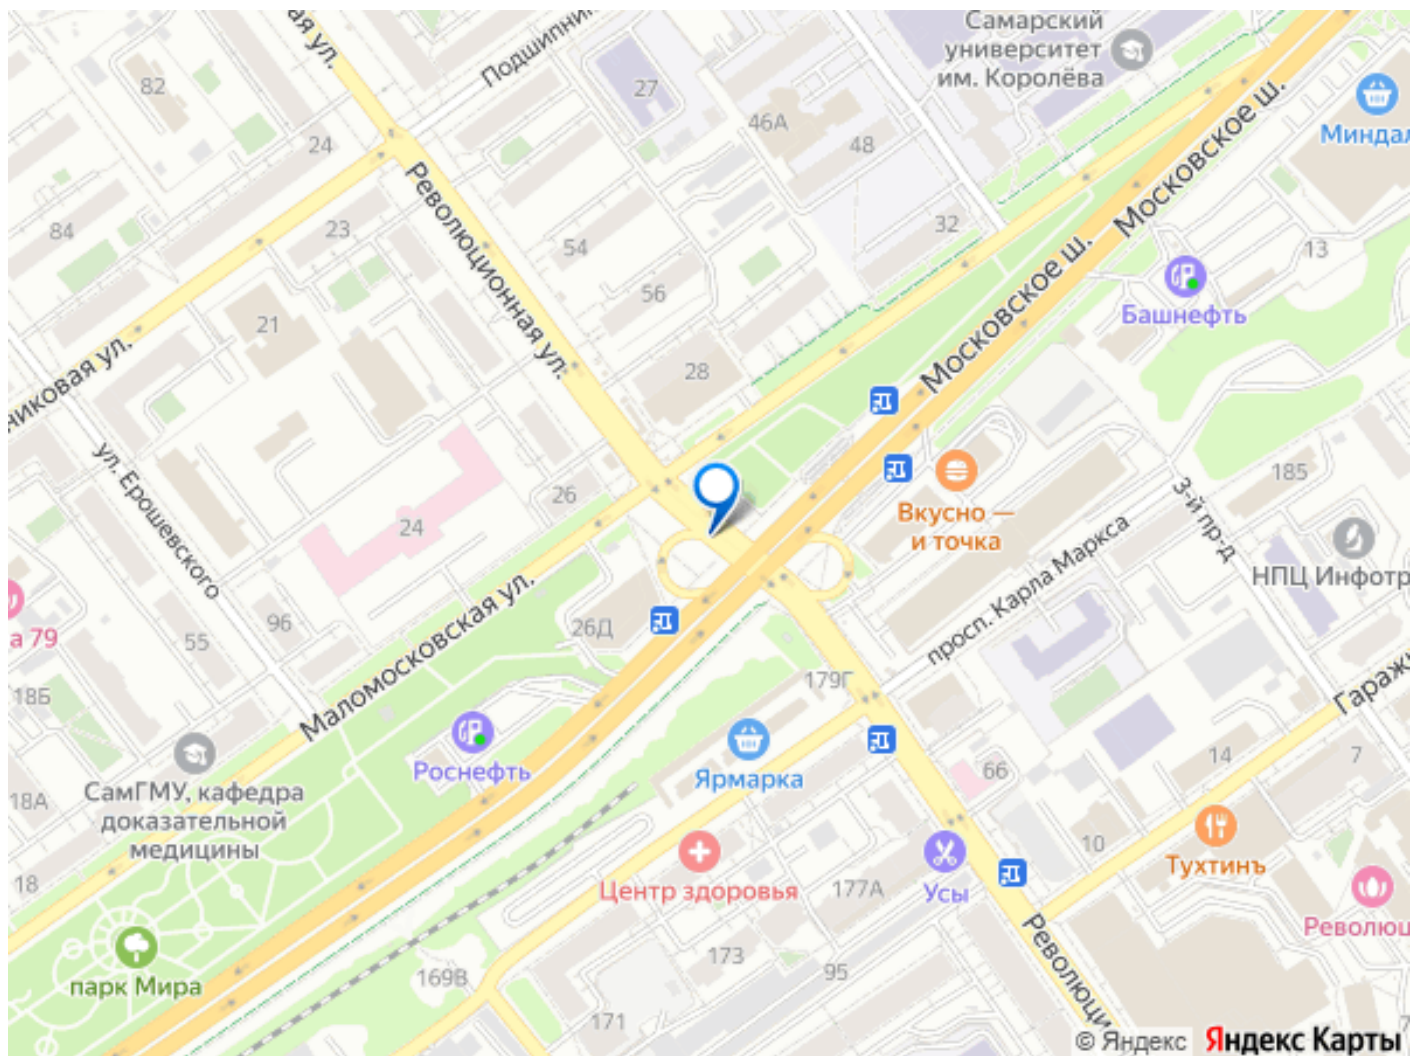 ная ул.
Подшипни
Самарский
университет
им. Королёва
82
27
46А
48
24
Миндал
Московское ш.
Революционная ул.
84
23
54
32
13
56
Московское ш.
Башнефть
21
28
никовая ул.
ул. Ерошевского
26
24
Вкусно —
и точка
185
3-й пр-д
НПЦ Инфотр
просп. Карла Маркса
а 79
96
55
26Д
Маломосковская ул.
18Б
179Г
Гаражн
Роснефть
Ярмарка
66
14
7
СамГМУ, кафедра
доказательной
медицины
18А
10
Тухтинъ
18
Центр здоровья
177А
Усы
Революц
Революци
парк Мира
169В
173
95
171
7
© Яндекс Яндекс Карты